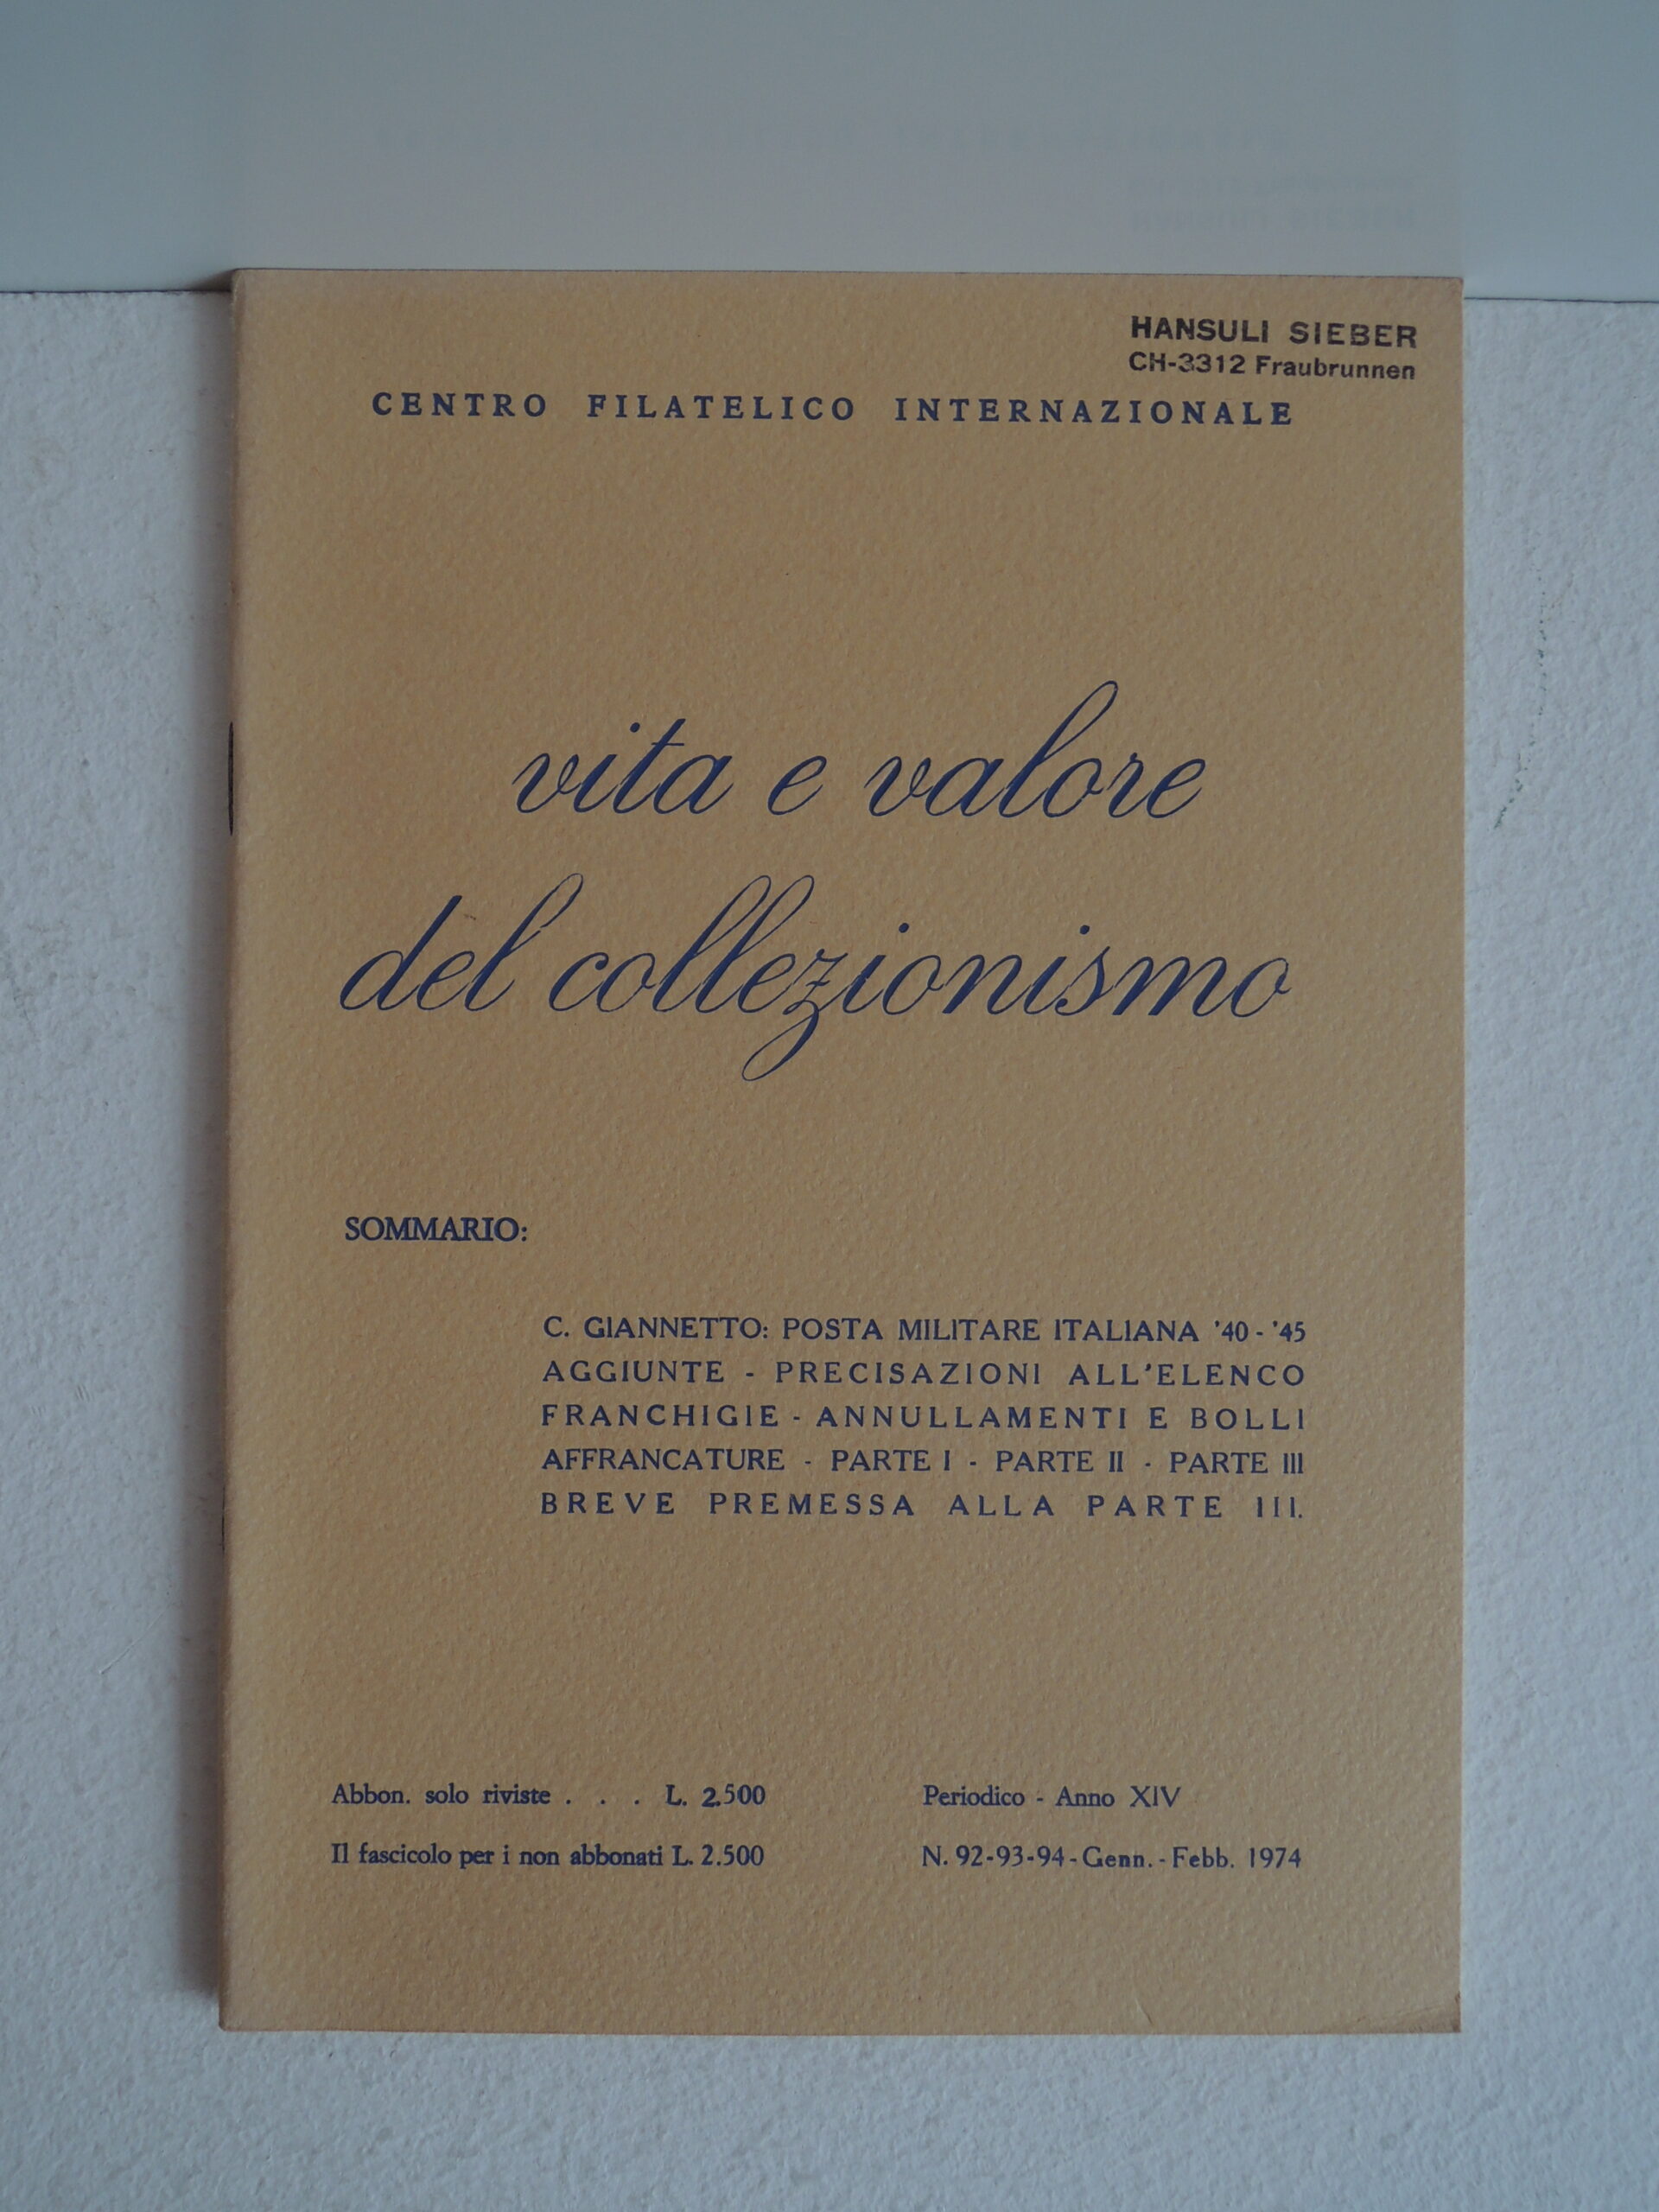 HANSULI SIEBER
CH-3312 Fraubrunnen
CENTRO FILATELICO INTERNAZIONALE
vita e valore
del collezionismo
SOMMARIO:
C. GIANNETTO: POSTA MILITARE ITALIANA '40 - '45
AGGIUNTE - PRECISAZIONI ALL'ELENCO
FRANCHIGIE - ANNULLAMENTI E BOLLI
AFFRANCATURE - PARTE I - PARTE II - PARTE III
BREVE PREMESSA ALLA PARTE III.
Abbon. solo riviste . . . L. 2.500
Il fascicolo per i non abbonati L. 2.500
Periodico - Anno XIV
N. 92-93-94 - Genn. - Febb. 1974